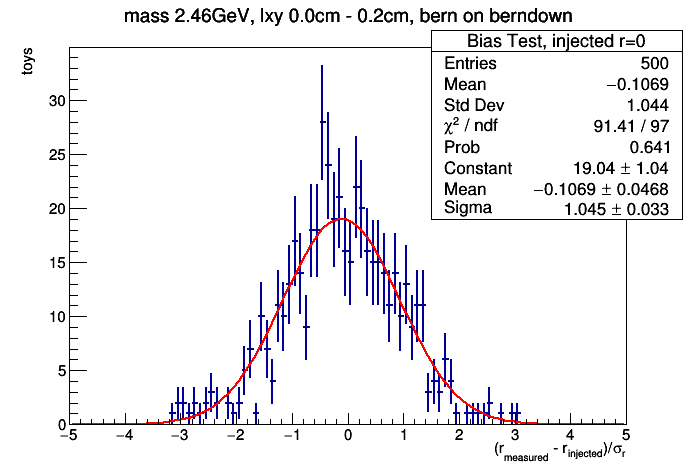 mass 2.46GeV, lxy 0.0cm - 0.2cm, bern on berndown
Bias Test, injected r=0
Entries 500
Mean −0.1069
Std Dev 1.044
χ² / ndf 91.41 / 97
Prob 0.641
Constant 19.04 ± 1.04
Mean −0.1069 ± 0.0468
Sigma 1.045 ± 0.033
toys
30
25
20
15
10
5
0
−5 −4 −3 −2 −1 0 1 2 3 4 5
(r_measured - r_injected)/σ_r